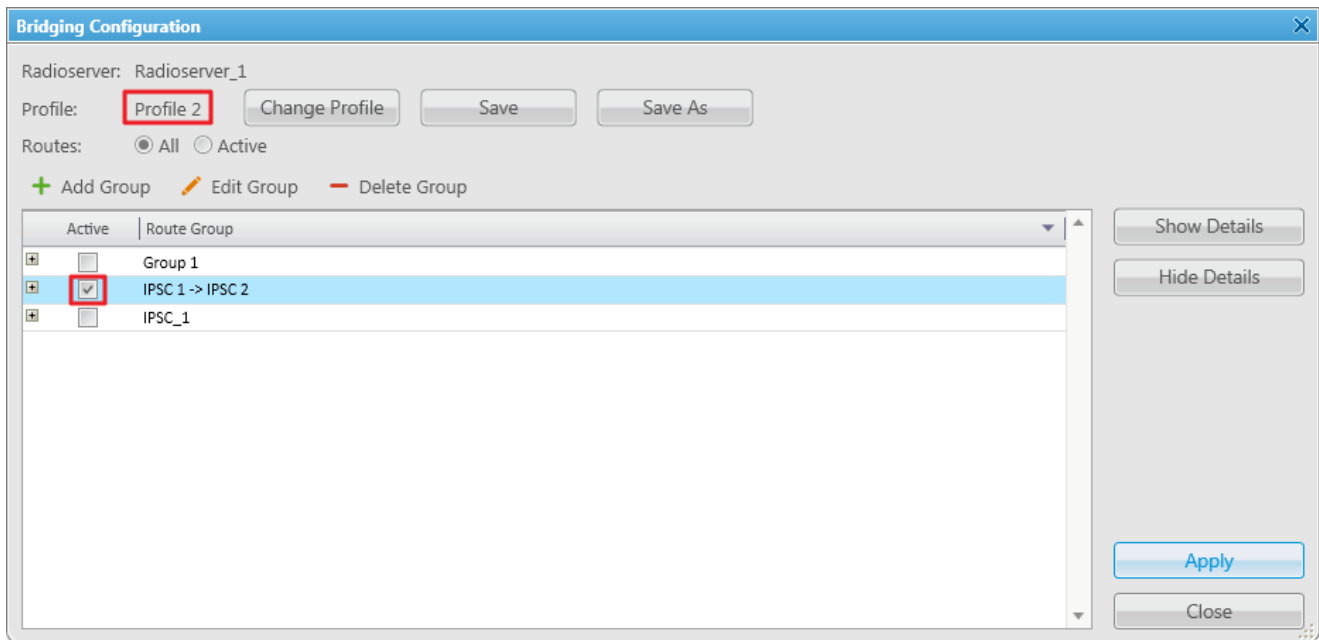 Bridging Configuration
Radioserver: Radioserver_1
Profile: Profile 2 Change Profile Save Save As
Routes: All Active
Add Group Edit Group Delete Group
Active Route Group Show Details
Group 1
IPSC 1 -> IPSC 2 Hide Details
IPSC_1
Apply
Close